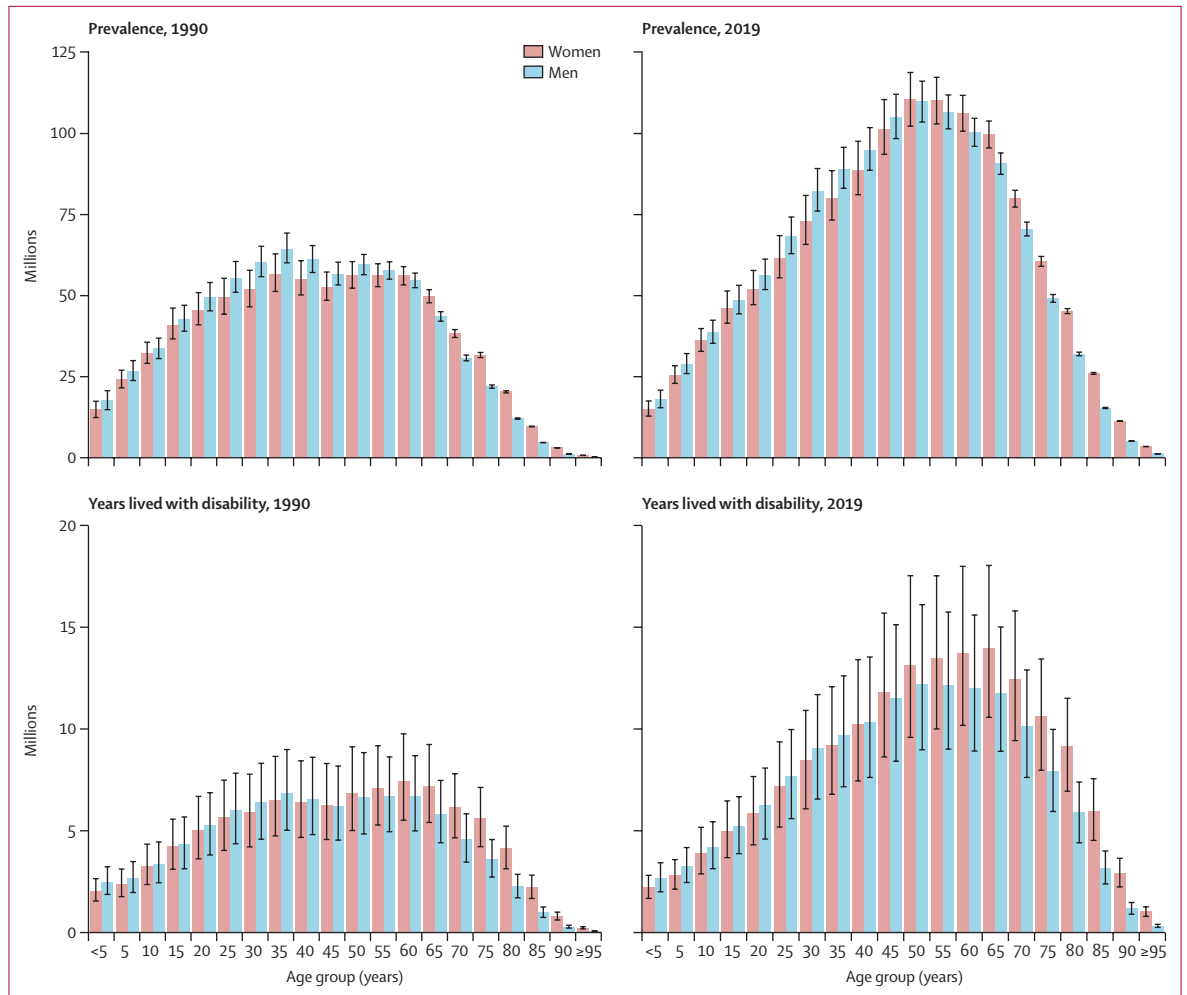 Prevalence, 1990
Prevalence, 2019
Women
Men
125
100
75
50
25
0
Millions
Years lived with disability, 1990
Years lived with disability, 2019
20
15
10
5
0
Millions
<5 5 10 15 20 25 30 35 40 45 50 55 60 65 70 75 80 85 90 ≥95
<5 5 10 15 20 25 30 35 40 45 50 55 60 65 70 75 80 85 90 ≥95
Age group (years)
Age group (years)